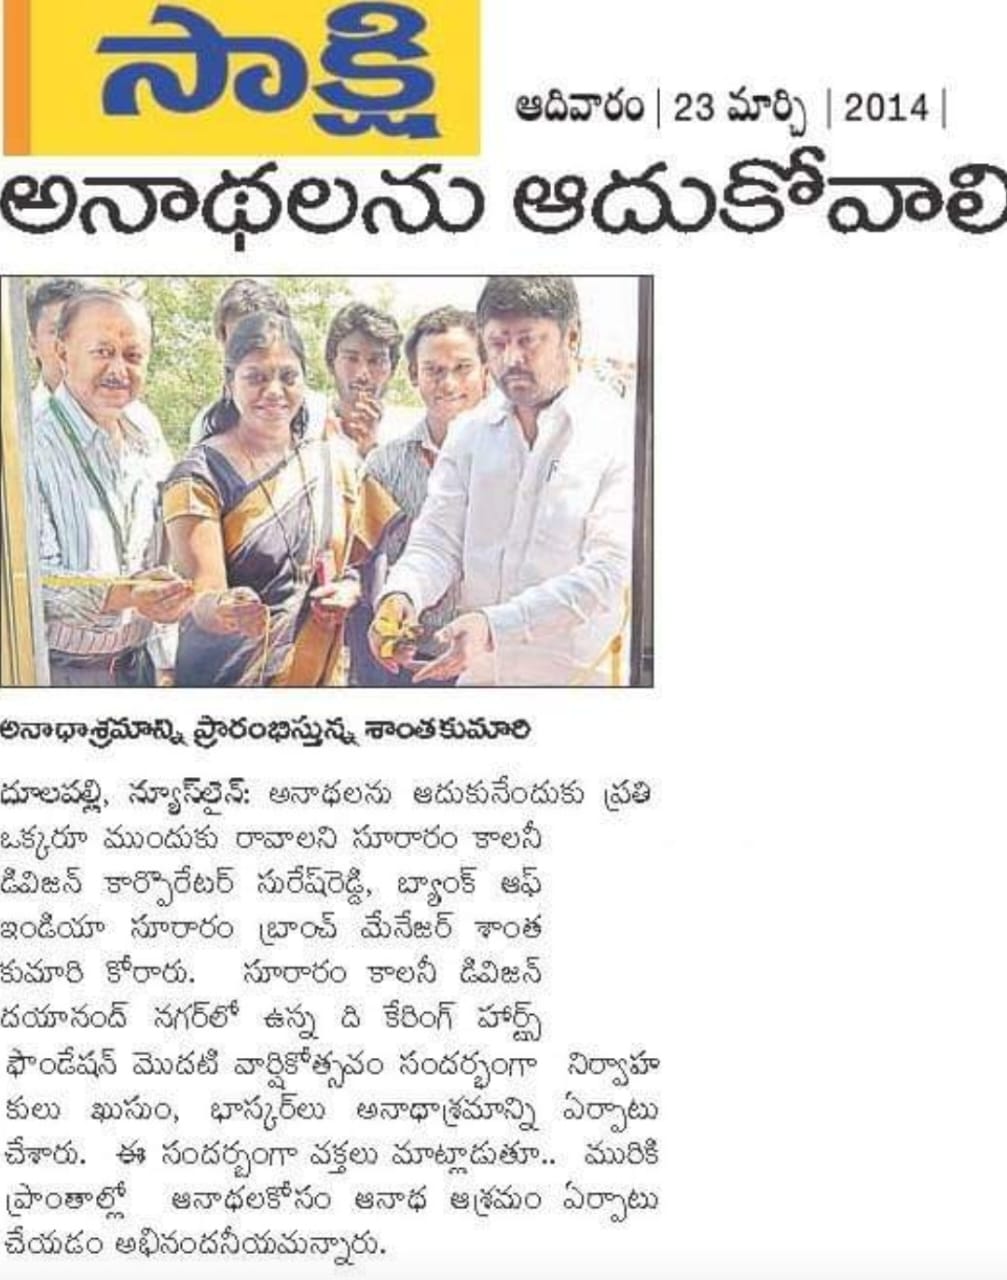 సాక్షి
ఆదివారం | 23 మార్చి | 2014 |
అనాథలను ఆదుకోవాలి
అనాధాశ్రమాన్ని ప్రారంభిస్తున్న శాంతకుమారి
దూలపల్లి, న్యూస్‌లైన్: అనాథలను ఆదుకునేందుకు ప్రతి
ఒక్కరూ ముందుకు రావాలని సూరారం కాలనీ
డివిజన్ కార్పొరేటర్ సురేష్‌రెడ్డి, బ్యాంక్ ఆఫ్
ఇండియా సూరారం బ్రాంచ్ మేనేజర్ శాంత
కుమారి కోరారు. సూరారం కాలనీ డివిజన్
దయానంద్ నగర్‌లో ఉన్న ది కేరింగ్ హార్ట్స్
ఫౌండేషన్ మొదటి వార్షికోత్సవం సందర్భంగా నిర్వాహ
కులు ఖుసుం, భాస్కర్‌లు అనాథాశ్రమాన్ని ఏర్పాటు
చేశారు. ఈ సందర్భంగా వక్తలు మాట్లాడుతూ.. మురికి
ప్రాంతాల్లో ఆనాథలకోసం ఆనాథ ఆశ్రమం ఏర్పాటు
చేయడం అభినందనీయమన్నారు.